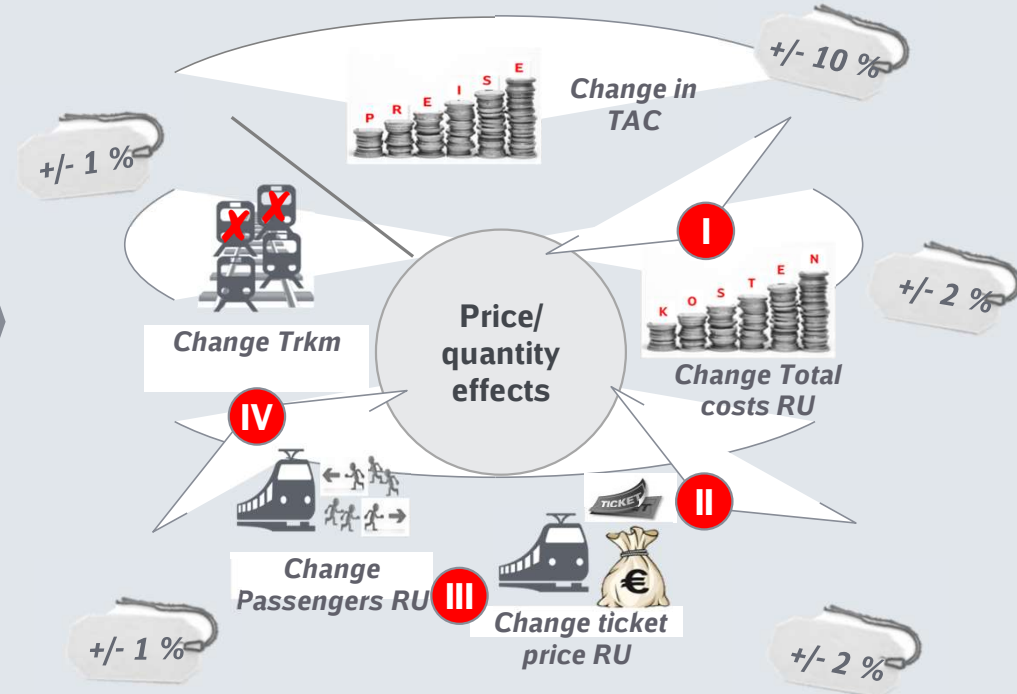 +/- 10 %
P R E I S E
Change in
TAC
+/- 1 %
I
K O S T E N
+/- 2 %
Price/
quantity
effects
Change Trkm
Change Total
costs RU
IV
TICKET
II
Change
Passengers RU
III
€
Change ticket
price RU
+/- 1 %
+/- 2 %